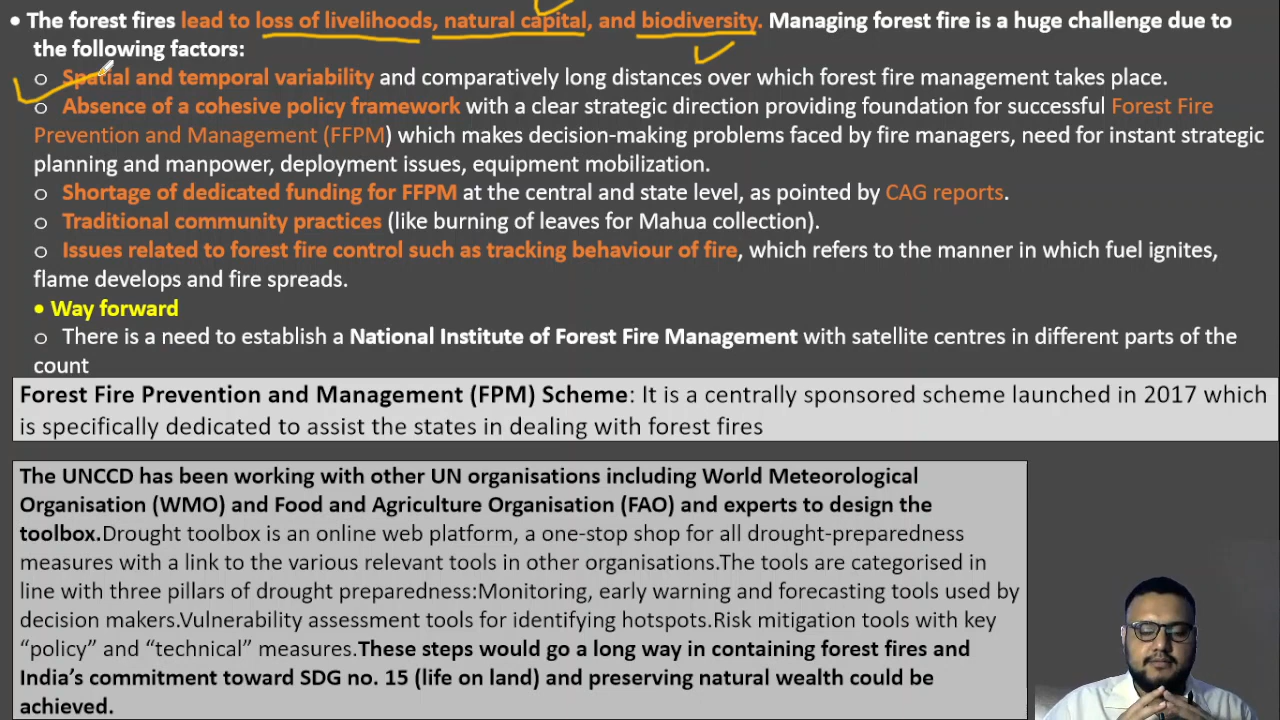 • The forest fires lead to loss of livelihoods, natural capital, and biodiversity. Managing forest fire is a huge challenge due to
the following factors:
o Spatial and temporal variability and comparatively long distances over which forest fire management takes place.
o Absence of a cohesive policy framework with a clear strategic direction providing foundation for successful Forest Fire
Prevention and Management (FFPM) which makes decision-making problems faced by fire managers, need for instant strategic
planning and manpower, deployment issues, equipment mobilization.
o Shortage of dedicated funding for FFPM at the central and state level, as pointed by CAG reports.
o Traditional community practices (like burning of leaves for Mahua collection).
o Issues related to forest fire control such as tracking behaviour of fire, which refers to the manner in which fuel ignites,
flame develops and fire spreads.
• Way forward
o There is a need to establish a National Institute of Forest Fire Management with satellite centres in different parts of the
count
Forest Fire Prevention and Management (FPM) Scheme: It is a centrally sponsored scheme launched in 2017 which
is specifically dedicated to assist the states in dealing with forest fires
The UNCCD has been working with other UN organisations including World Meteorological
Organisation (WMO) and Food and Agriculture Organisation (FAO) and experts to design the
toolbox.Drought toolbox is an online web platform, a one-stop shop for all drought-preparedness
measures with a link to the various relevant tools in other organisations.The tools are categorised in
line with three pillars of drought preparedness:Monitoring, early warning and forecasting tools used by
decision makers.Vulnerability assessment tools for identifying hotspots.Risk mitigation tools with key
“policy” and “technical” measures.These steps would go a long way in containing forest fires and
India’s commitment toward SDG no. 15 (life on land) and preserving natural wealth could be
achieved.